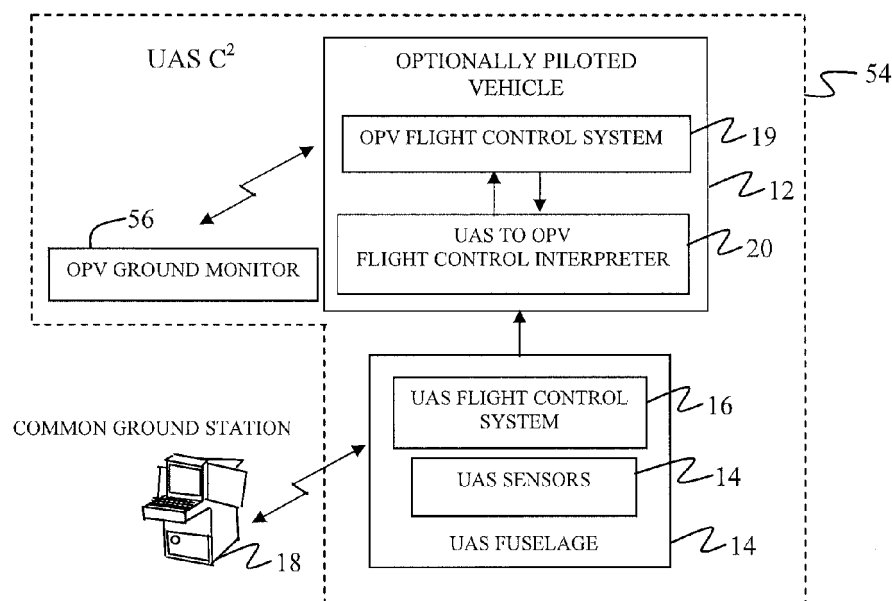 UAS C²
OPTIONALLY PILOTED
VEHICLE
54
OPV FLIGHT CONTROL SYSTEM
19
12
56
OPV GROUND MONITOR
UAS TO OPV
FLIGHT CONTROL INTERPRETER
20
UAS FLIGHT CONTROL
SYSTEM
16
COMMON GROUND STATION
UAS SENSORS
14
18
UAS FUSELAGE
14